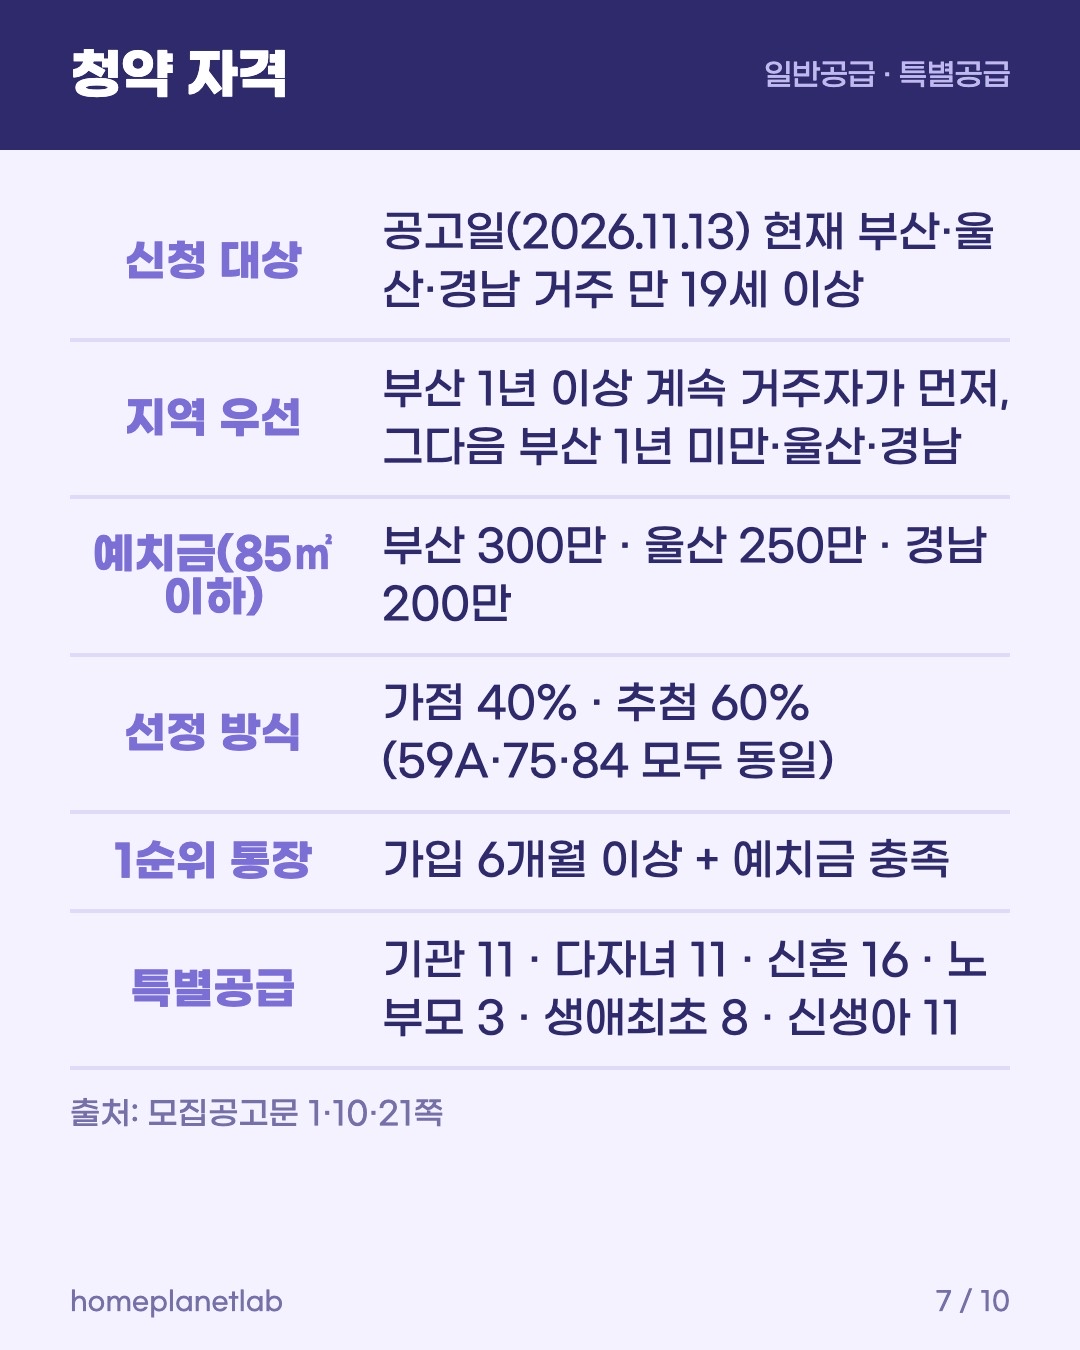 청약 자격
일반공급 · 특별공급
신청 대상
공고일(2026.11.13) 현재 부산·울
산·경남 거주 만 19세 이상
지역 우선
부산 1년 이상 계속 거주자가 먼저,
그다음 부산 1년 미만·울산·경남
예치금(85㎡
이하)
부산 300만 · 울산 250만 · 경남
200만
선정 방식
가점 40% · 추첨 60%
(59A·75·84 모두 동일)
1순위 통장
가입 6개월 이상 + 예치금 충족
특별공급
기관 11 · 다자녀 11 · 신혼 16 · 노
부모 3 · 생애최초 8 · 신생아 11
출처: 모집공고문 1·10·21쪽
homeplanetlab
7 / 10